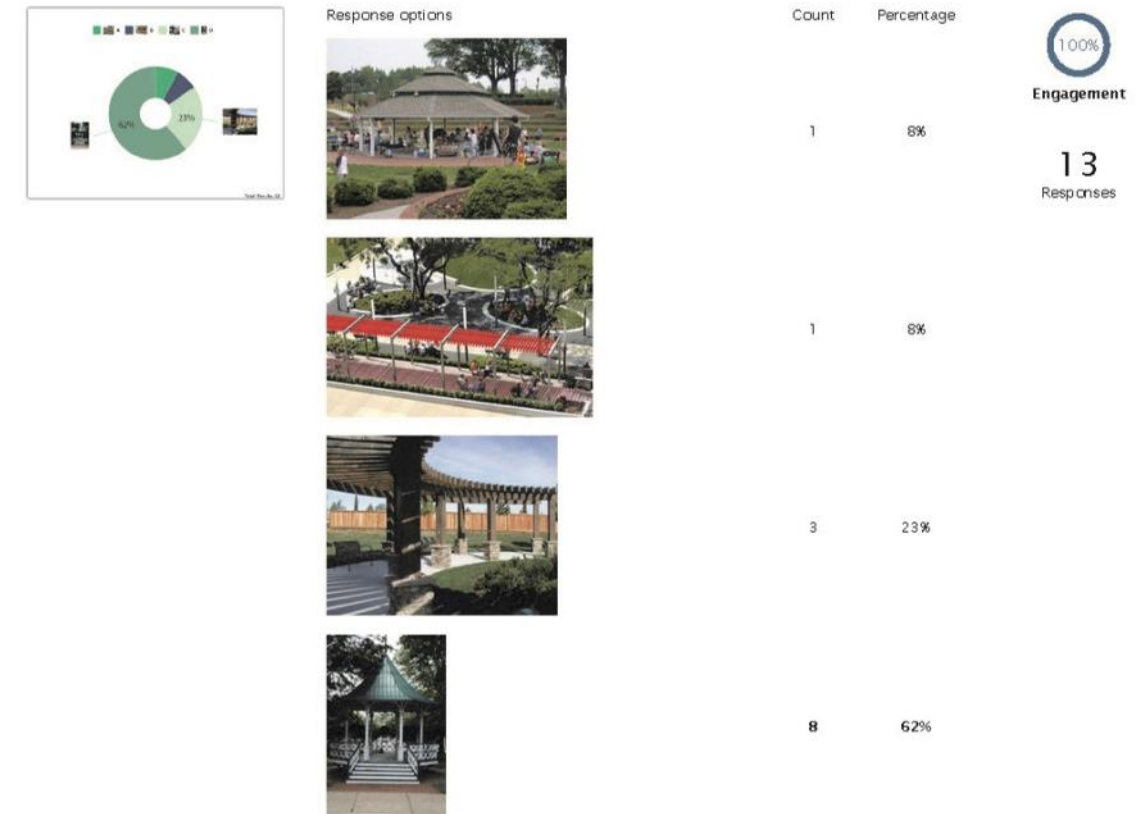 Response options Count Percentage
100%
Engagement
13
Responses
1 8%
1 8%
3 23%
8 62%
A B C D
62% 23%